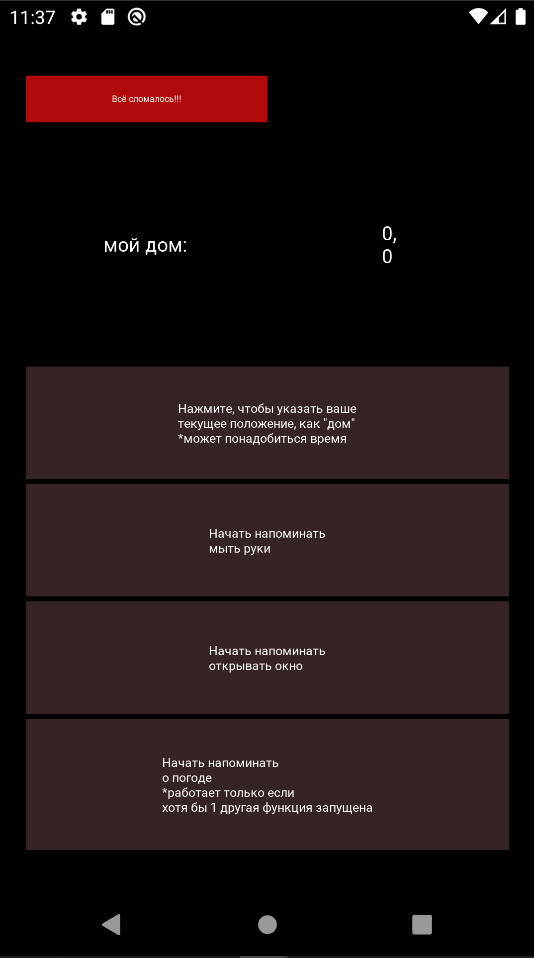 11:37
Всё сломалось!!!
мой дом:
0,
0
Нажмите, чтобы указать ваше
текущее положение, как "дом"
*может понадобиться время
Начать напоминать
мыть руки
Начать напоминать
открывать окно
Начать напоминать
о погоде
*работает только если
хотя бы 1 другая функция запущена